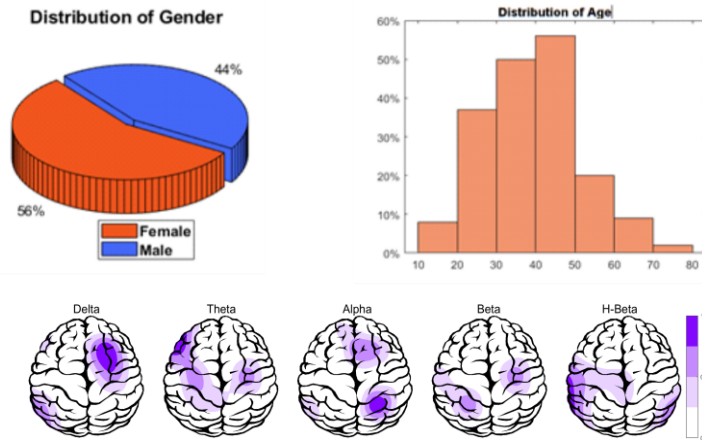 Distribution of Gender
44%
56%
Female
Male
Distribution of Age
60%
50%
40%
30%
20%
10%
0%
10 20 30 40 50 60 70 80
Delta Theta Alpha Beta H-Beta